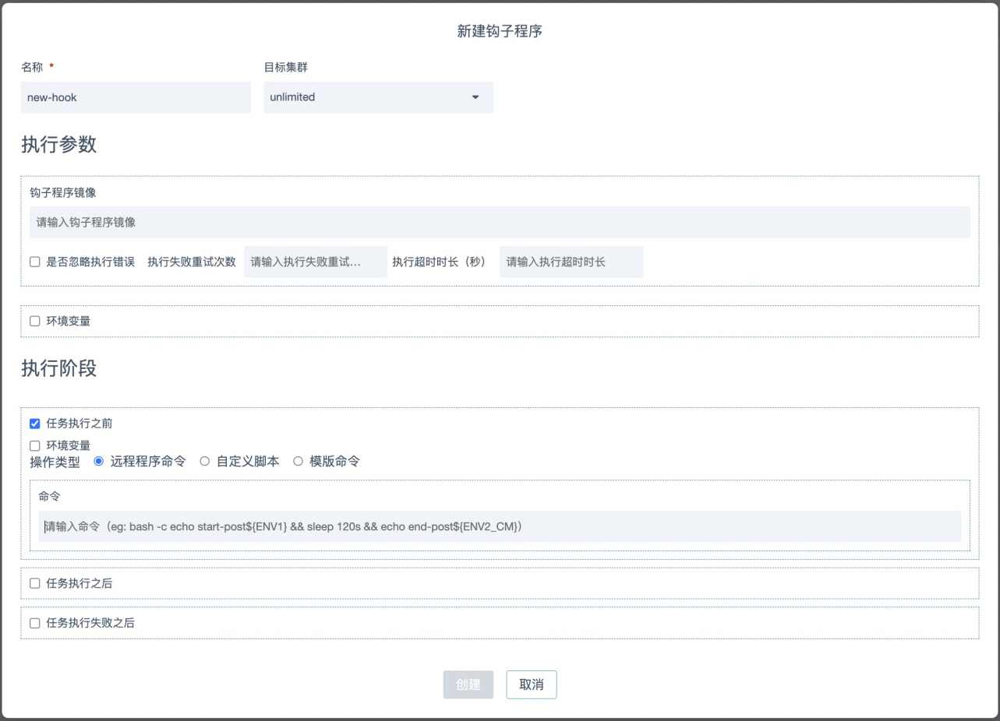 新建钩子程序
名称 *
目标集群
new-hook
unlimited
执行参数
钩子程序镜像
请输入钩子程序镜像
是否忽略执行错误 执行失败重试次数 请输入执行失败重试... 执行超时时长（秒） 请输入执行超时时长
环境变量
执行阶段
任务执行之前
环境变量
操作类型 远程程序命令 自定义脚本 模版命令
命令
请输入命令（eg: bash -c echo start-post${ENV1} && sleep 120s && echo end-post${ENV2_CM}）
任务执行之后
任务执行失败之后
创建 取消